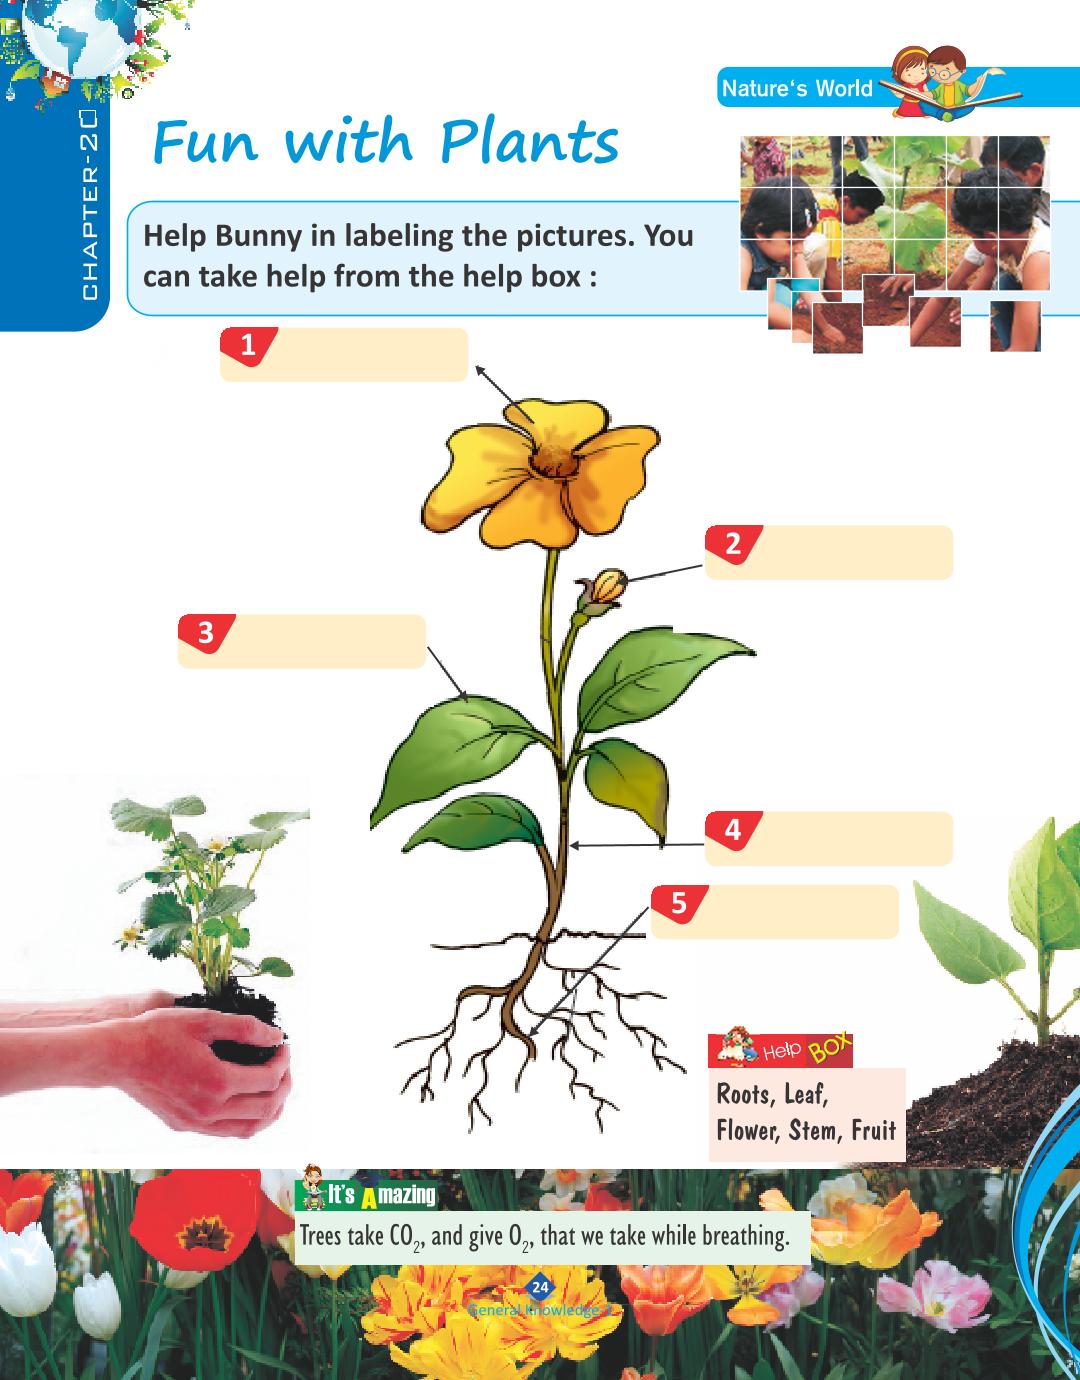 CHAPTER-20
Nature's World
Fun with Plants
Help Bunny in labeling the pictures. You
can take help from the help box :
1
2
3
4
5
Help BOX
Roots, Leaf,
Flower, Stem, Fruit
It's Amazing
Trees take CO₂, and give O₂, that we take while breathing.
24
General Knowledge-1